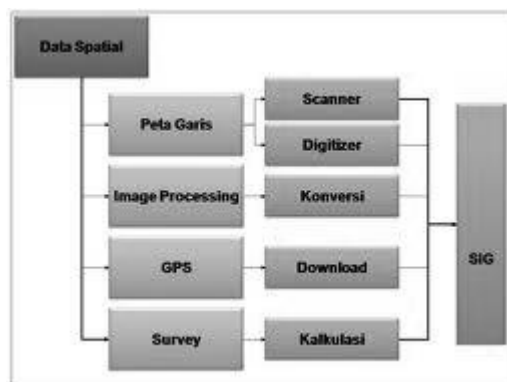 Data Spatial
Peta Garis
Scanner
Digitizer
Image Processing
Konversi
GPS
Download
Survey
Kalkulasi
SIG